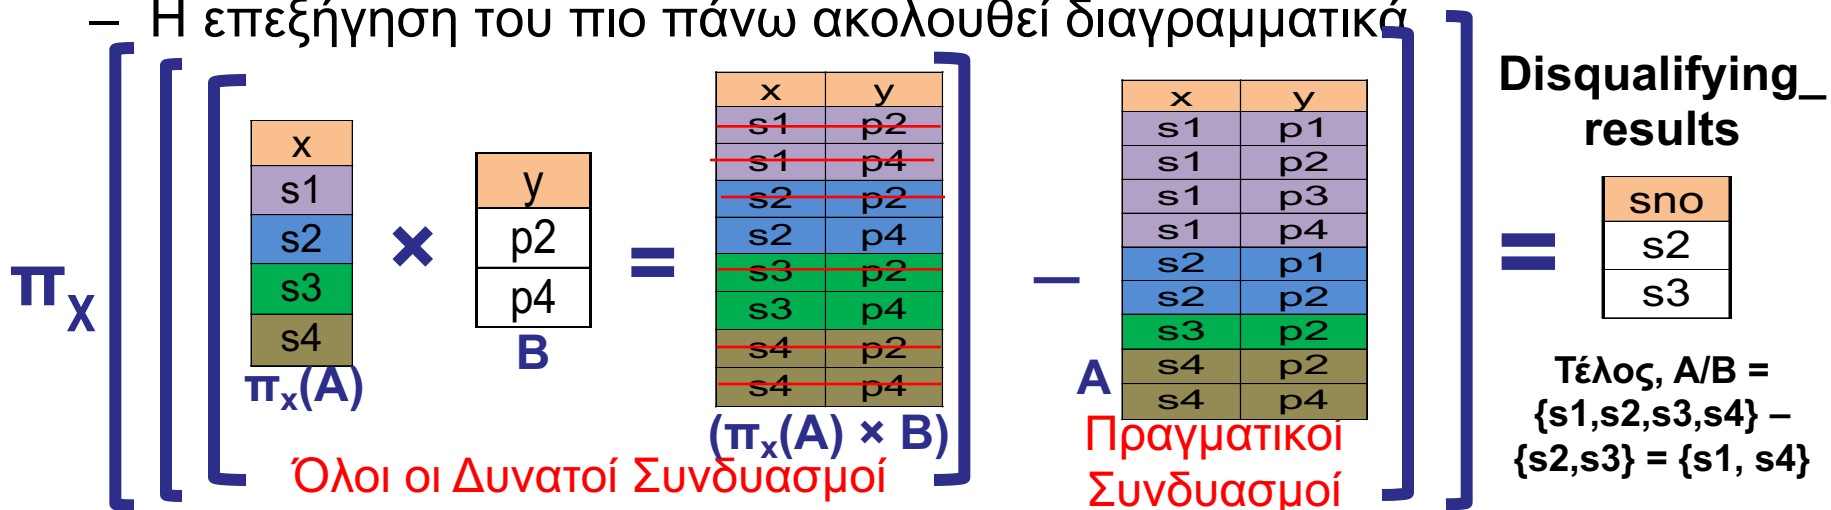 – Η επεξήγηση του πιο πάνω ακολουθεί διαγραμματικά
πx
x
s1
s2
s3
s4
πx(A)
×
y
p2
p4
B
=
x y
s1 p2
s1 p4
s2 p2
s2 p4
s3 p2
s3 p4
s4 p2
s4 p4
(πx(A) × B)
Όλοι οι Δυνατοί Συνδυασμοί
–
A
x y
s1 p1
s1 p2
s1 p3
s1 p4
s2 p1
s2 p2
s3 p2
s4 p2
s4 p4
Πραγματικοί
Συνδυασμοί
=
Disqualifying_
results
sno
s2
s3
Τέλος, A/B =
{s1,s2,s3,s4} –
{s2,s3} = {s1, s4}